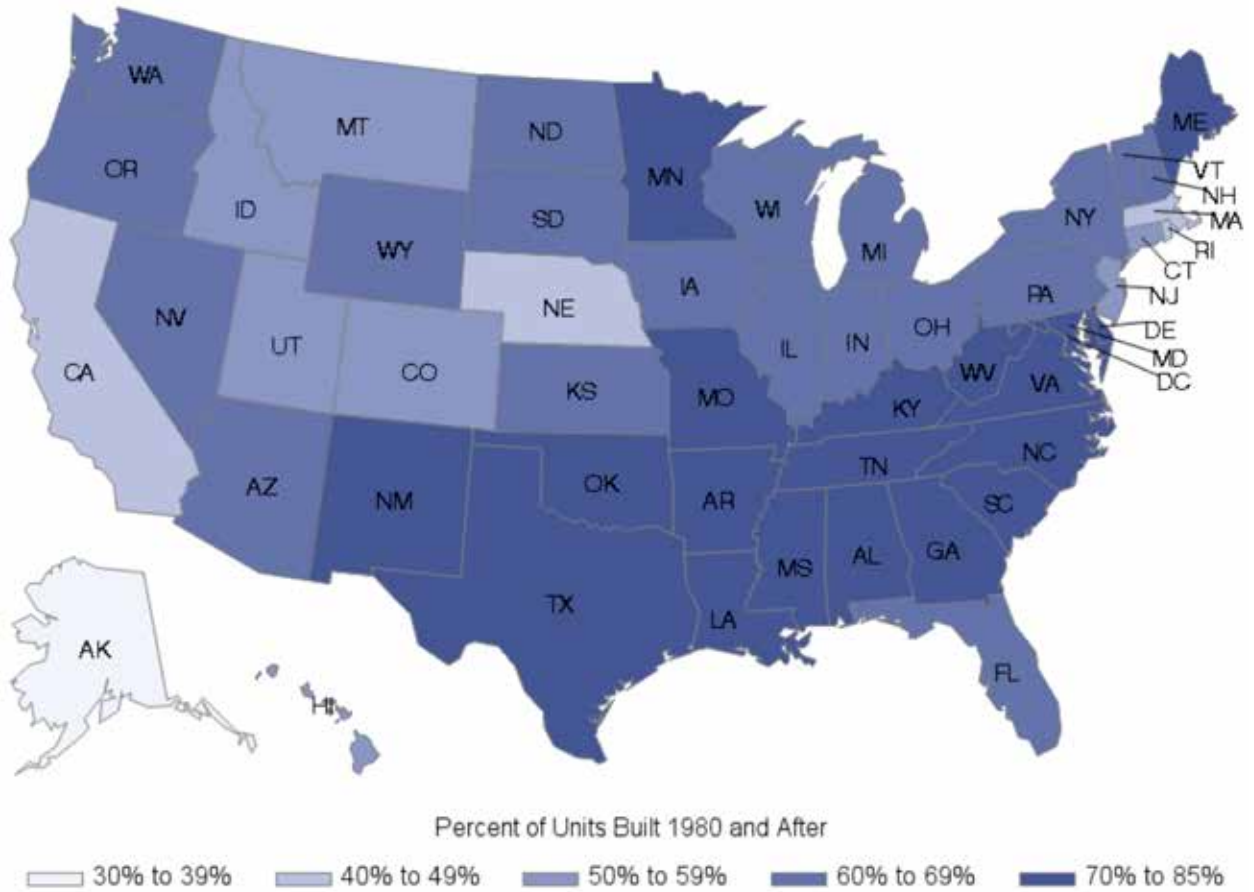 WA
MT
ND
ME
OR
MN
VT
ID
SD
WI
NH
NY
MA
WY
MI
RI
CT
IA
NE
PA
NJ
NV
OH
DE
UT
IL
IN
MD
CA
CO
WV
DC
KS
MO
VA
KY
NC
TN
AZ
NM
OK
AR
SC
MS
AL
GA
TX
LA
AK
FL
HI
Percent of Units Built 1980 and After
30% to 39% 40% to 49% 50% to 59% 60% to 69% 70% to 85%